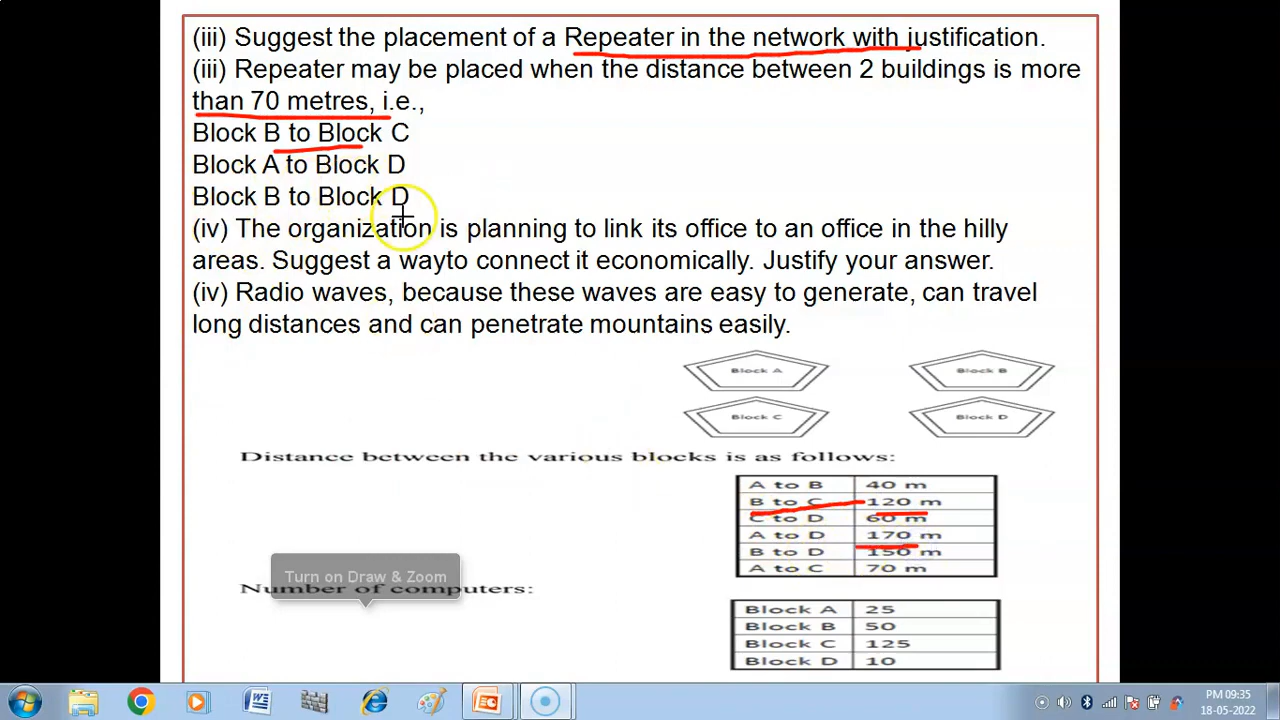 (iii) Suggest the placement of a Repeater in the network with justification.
(iii) Repeater may be placed when the distance between 2 buildings is more
than 70 metres, i.e.,
Block B to Block C
Block A to Block D
Block B to Block D
(iv) The organization is planning to link its office to an office in the hilly
areas. Suggest a wayto connect it economically. Justify your answer.
(iv) Radio waves, because these waves are easy to generate, can travel
long distances and can penetrate mountains easily.
Block A Block B
Block C Block D
Distance between the various blocks is as follows:
A to B 40 m
B to C 120 m
C to D 60 m
A to D 170 m
B to D 150 m
A to C 70 m
Turn on Draw & Zoom
Number of computers:
Block A 25
Block B 50
Block C 125
Block D 10
PM 09:35
18-05-2022